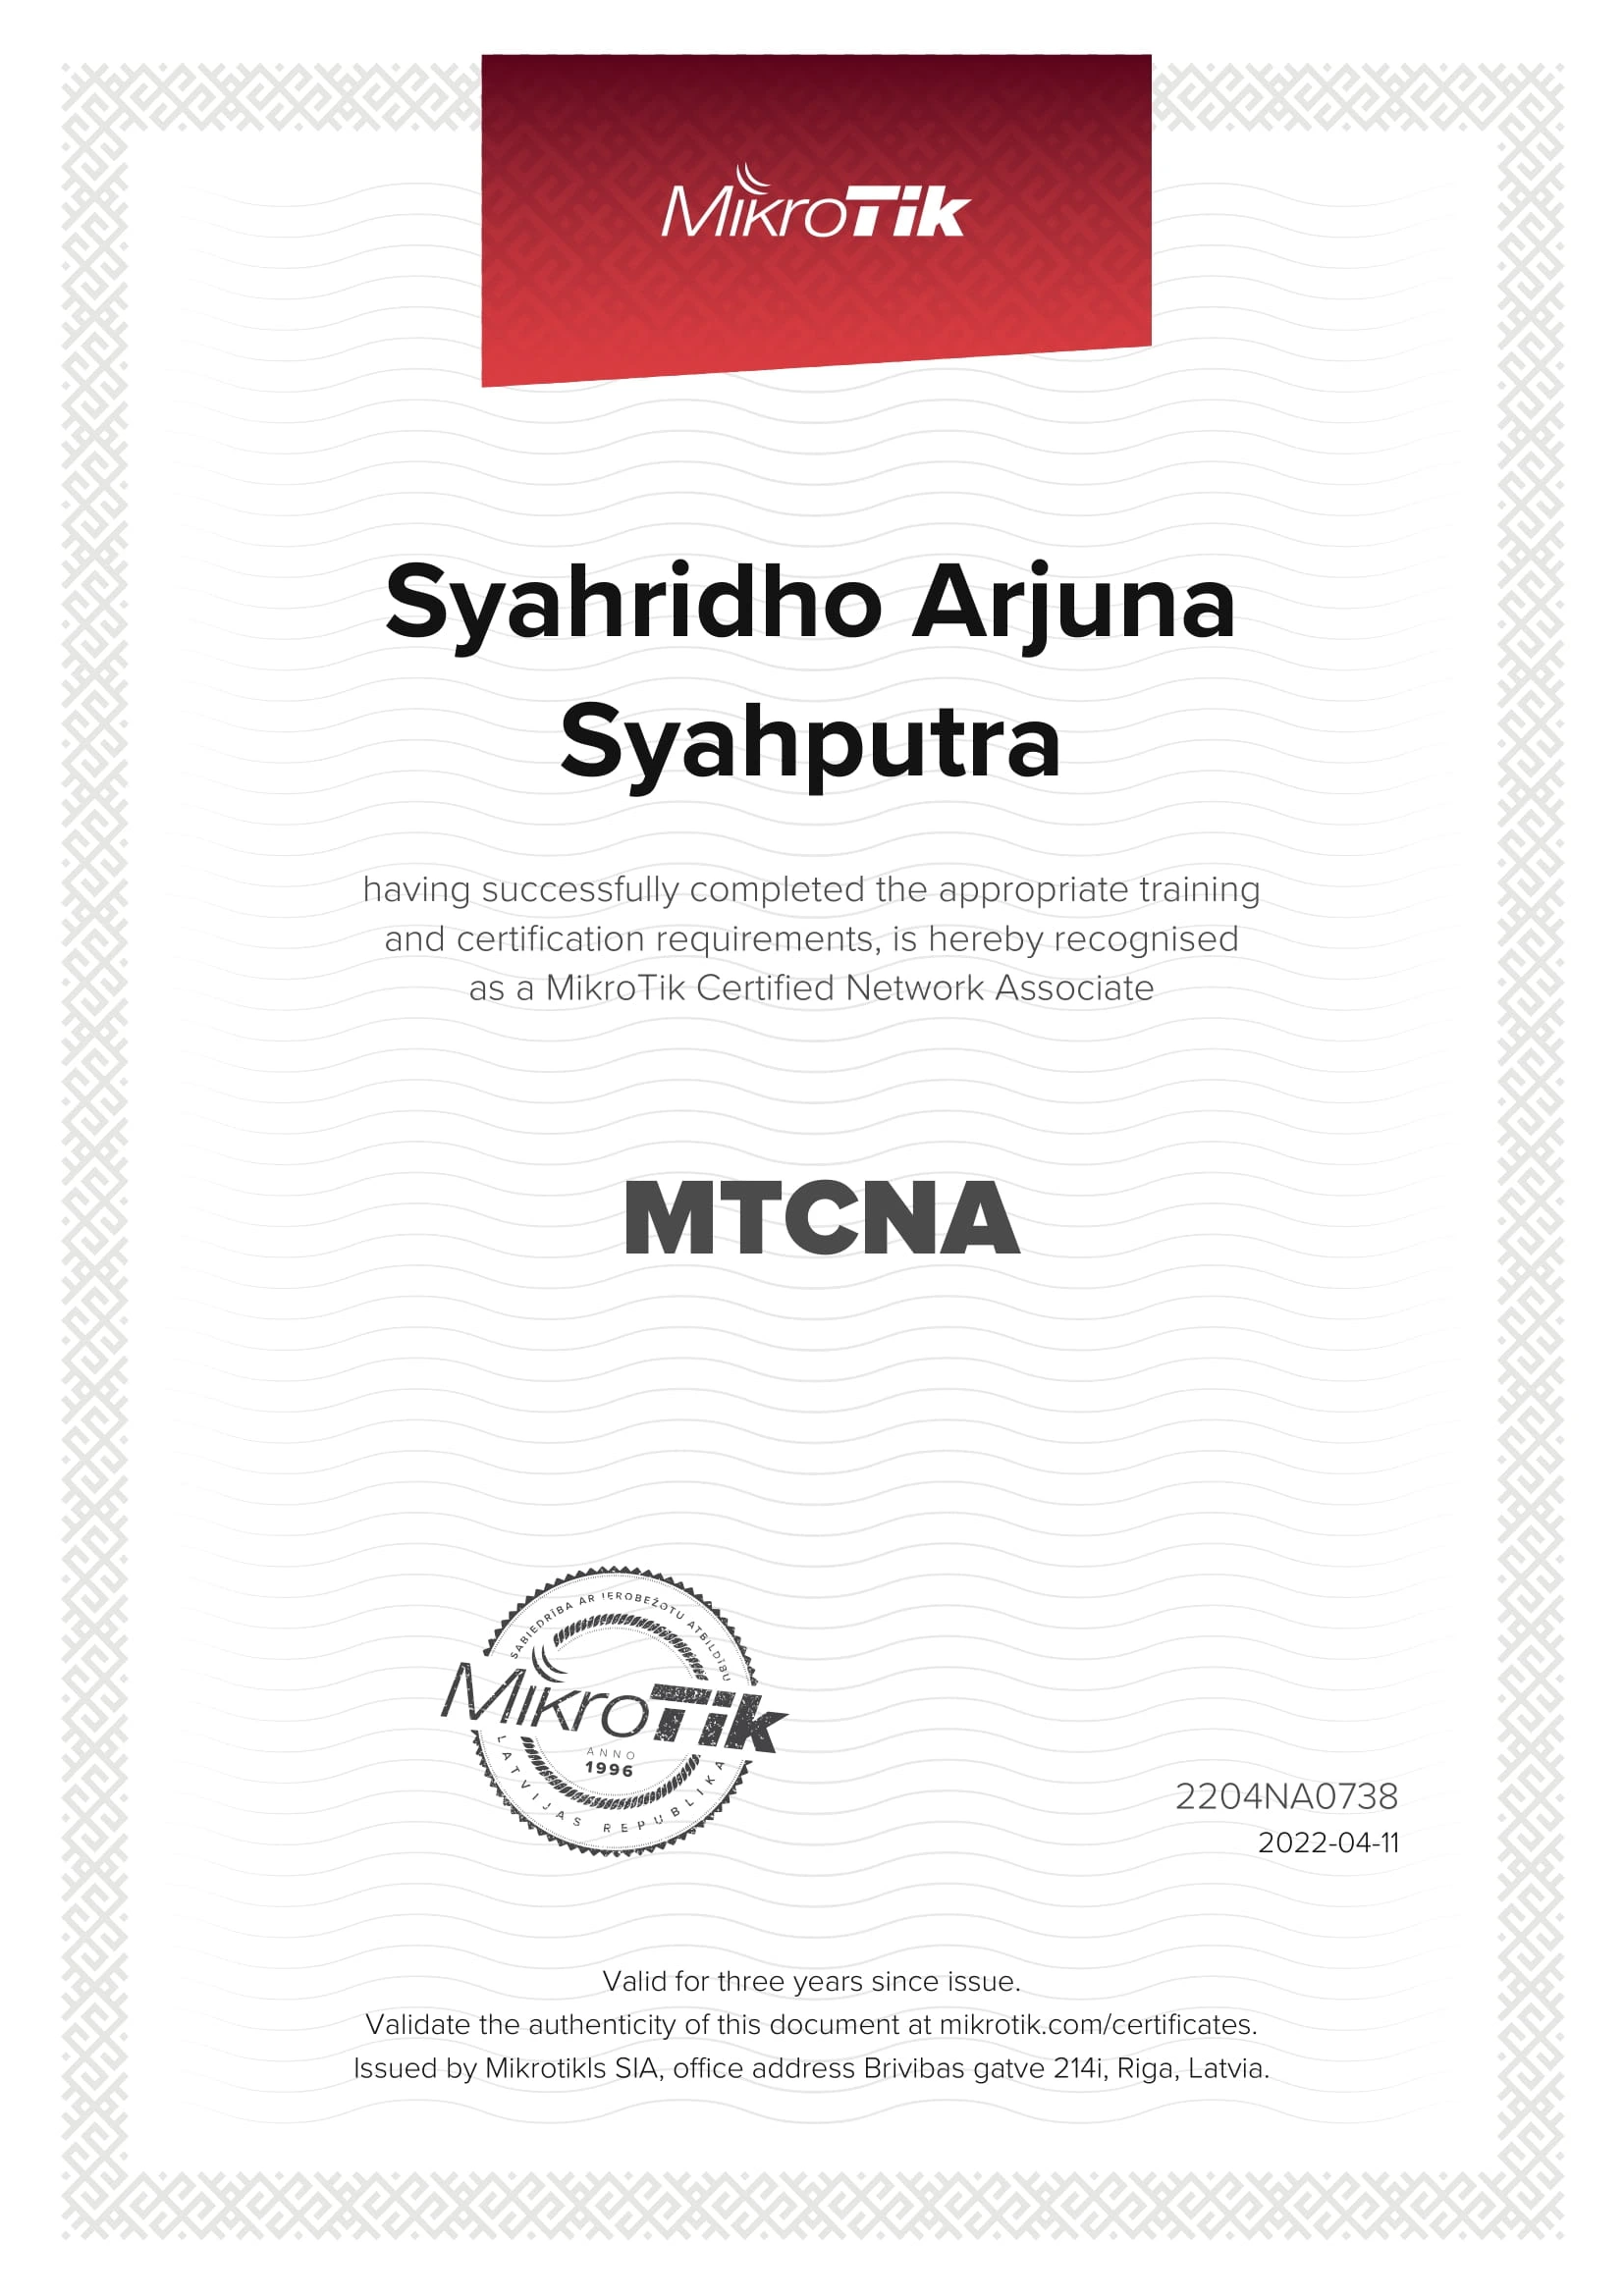 MikroTik
Syahridho Arjuna
Syahputra
having successfully completed the appropriate training
and certification requirements, is hereby recognised
as a MikroTik Certified Network Associate
MTCNA
SABIEDRĪBA AR IEROBEŽOTU ATBILDĪBU
MikroTik
ANNO
1996
LATVIJAS REPUBLIKA
2204NA0738
2022-04-11
Valid for three years since issue.
Validate the authenticity of this document at mikrotik.com/certificates.
Issued by Mikrotikls SIA, office address Brivibas gatve 214i, Riga, Latvia.